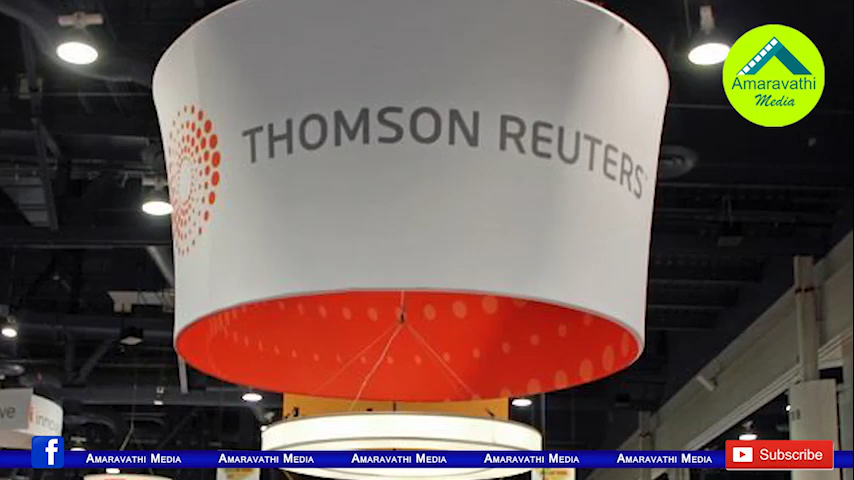 THOMSON REUTERS
Amaravathi
Media
f AMARAVATHI MEDIA AMARAVATHI MEDIA AMARAVATHI MEDIA AMARAVATHI MEDIA AMARAVATHI MEDIA
Subscribe